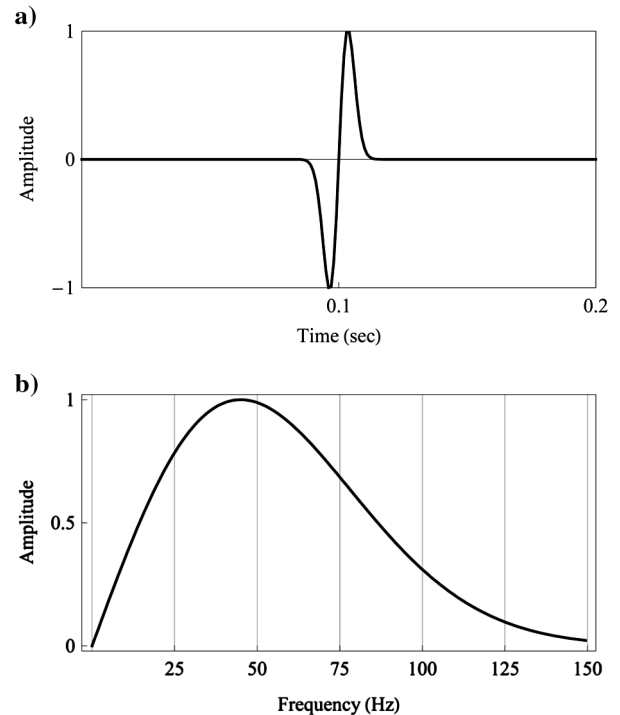 a)
1
Amplitude
0
−1
0.1
0.2
Time (sec)
b)
1
Amplitude
0.5
0
25 50 75 100 125 150
Frequency (Hz)